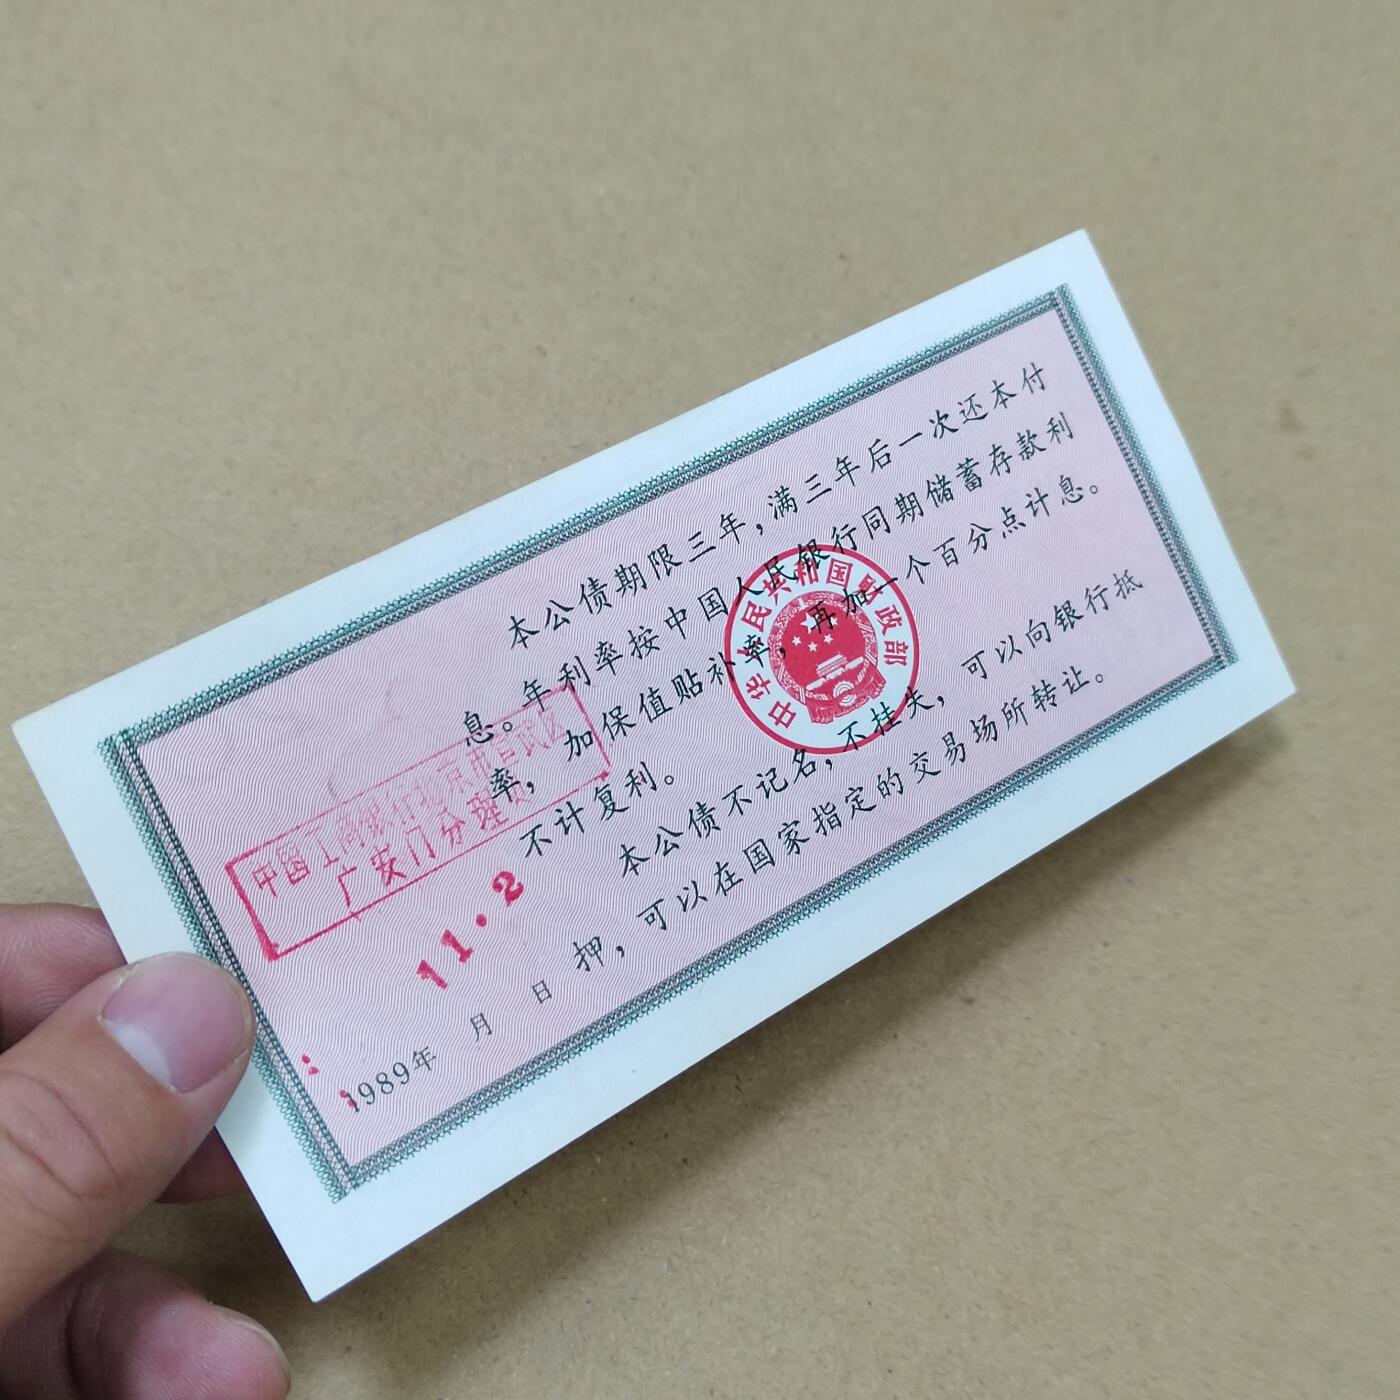 本公债期限三年，满三年后一次还本付
息。年利率按中国人民银行同期储蓄存款利
率，加保值贴补率，再加一个百分点计息。
不计复利。
本公债不记名，不挂失，可以向银行抵
押，可以在国家指定的交易场所转让。
中华人民共和国财政部
中国工商银行北京市宣武区
广安门分理
11.2
1989年 月 日